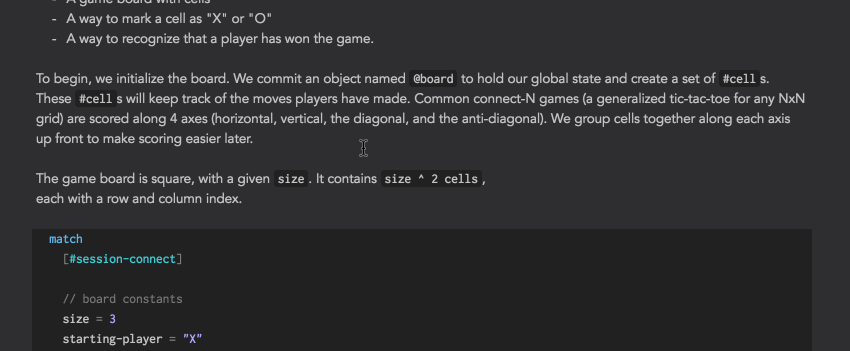 - A game board with cells
- A way to mark a cell as "X" or "O"
- A way to recognize that a player has won the game.
To begin, we initialize the board. We commit an object named @board to hold our global state and create a set of #cell s.
These #cell s will keep track of the moves players have made. Common connect-N games (a generalized tic-tac-toe for any NxN
grid) are scored along 4 axes (horizontal, vertical, the diagonal, and the anti-diagonal). We group cells together along each axis
up front to make scoring easier later.
The game board is square, with a given size. It contains size ^ 2 cells,
each with a row and column index.
match
[#session-connect]
// board constants
size = 3
starting-player = "X"